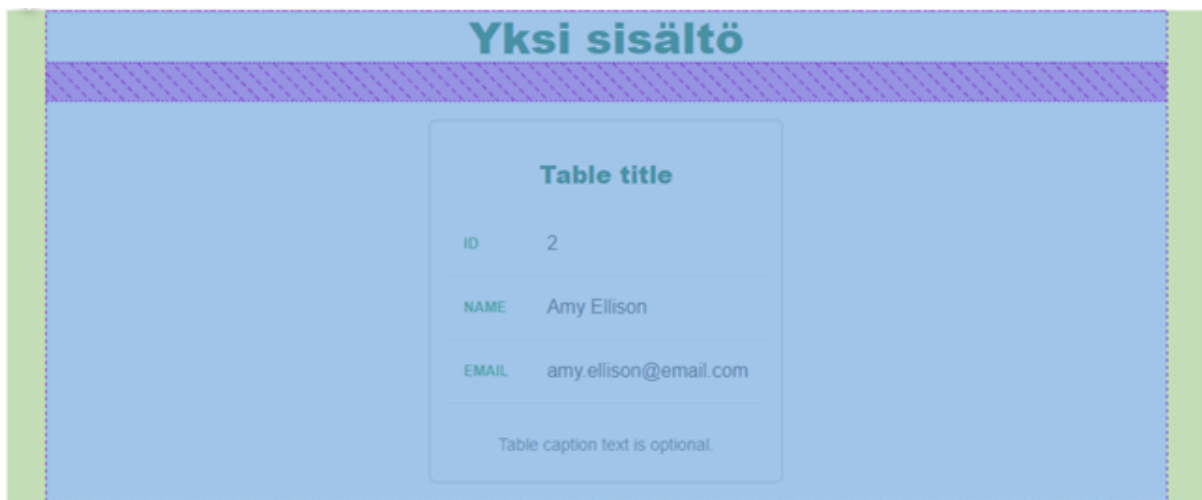 Yksi sisältö
Table title
ID 2
NAME Amy Ellison
EMAIL amy.ellison@email.com
Table caption text is optional.